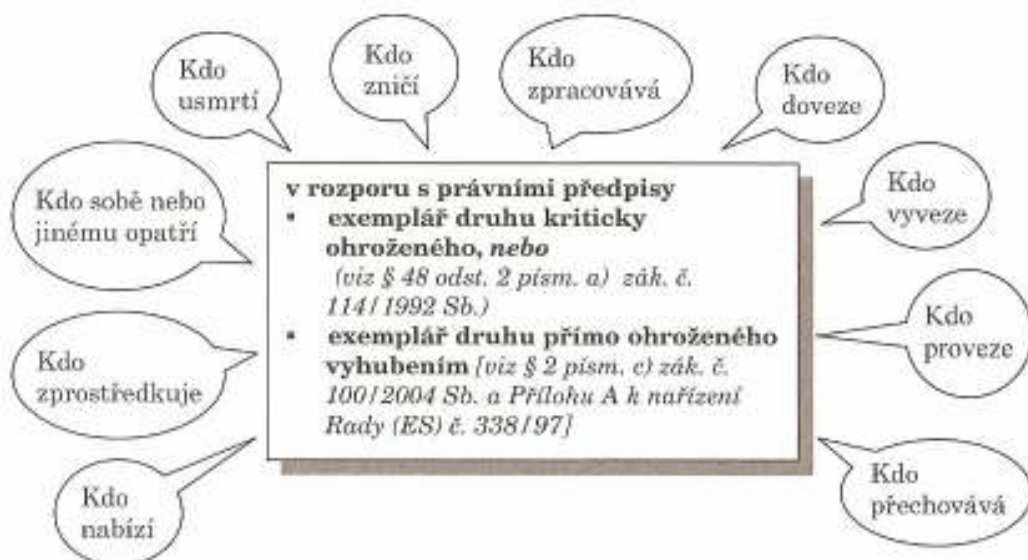 Kdo
usmrtí
Kdo
zničí
Kdo
zpracovává
Kdo
doveze
Kdo sobě nebo
jinému opatří
v rozporu s právními předpisy
▪ exemplář druhu kriticky
ohroženého, nebo
(viz § 48 odst. 2 písm. a) zák. č.
114/1992 Sb.)
▪ exemplář druhu přímo ohroženého
vyhubením [viz § 2 písm. c) zák. č.
100/2004 Sb. a Přílohu A k nařízení
Rady (ES) č. 338/97]
Kdo
vyveze
Kdo
zprostředkuje
Kdo
proveze
Kdo
nabízí
Kdo
přechovává